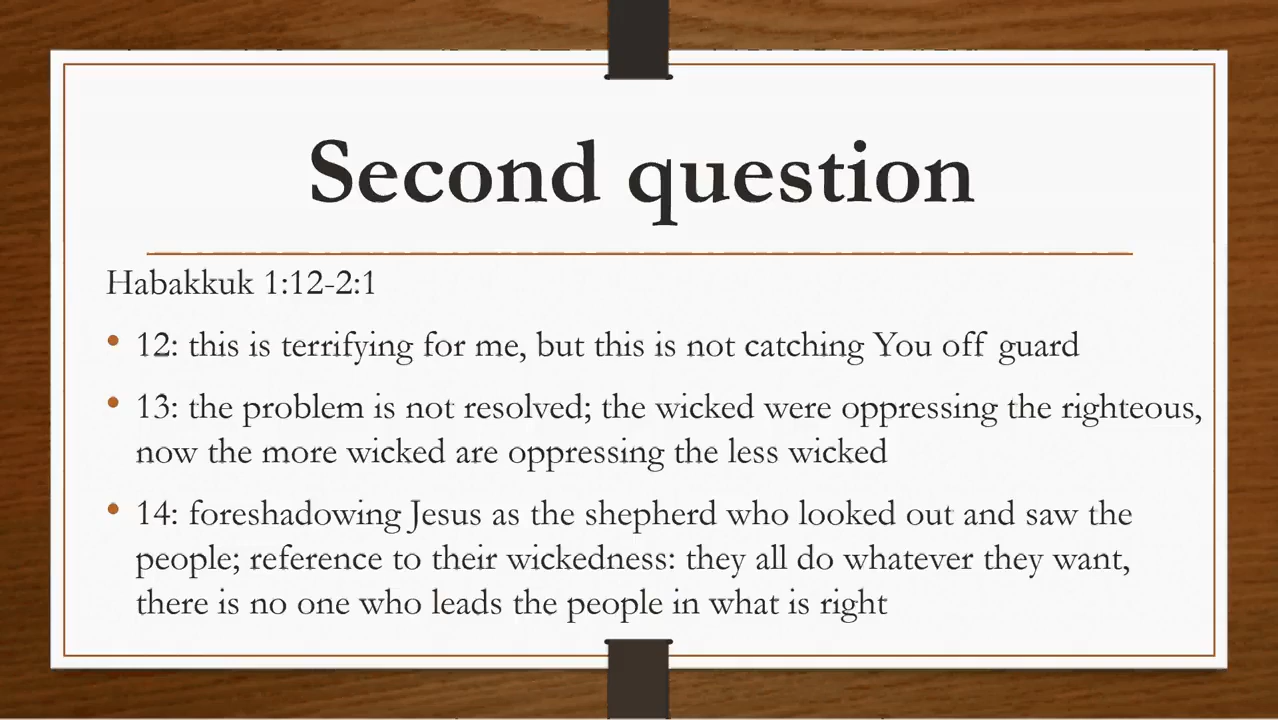 Second question
Habakkuk 1:12-2:1
• 12: this is terrifying for me, but this is not catching You off guard
• 13: the problem is not resolved; the wicked were oppressing the righteous,
now the more wicked are oppressing the less wicked
• 14: foreshadowing Jesus as the shepherd who looked out and saw the
people; reference to their wickedness: they all do whatever they want,
there is no one who leads the people in what is right